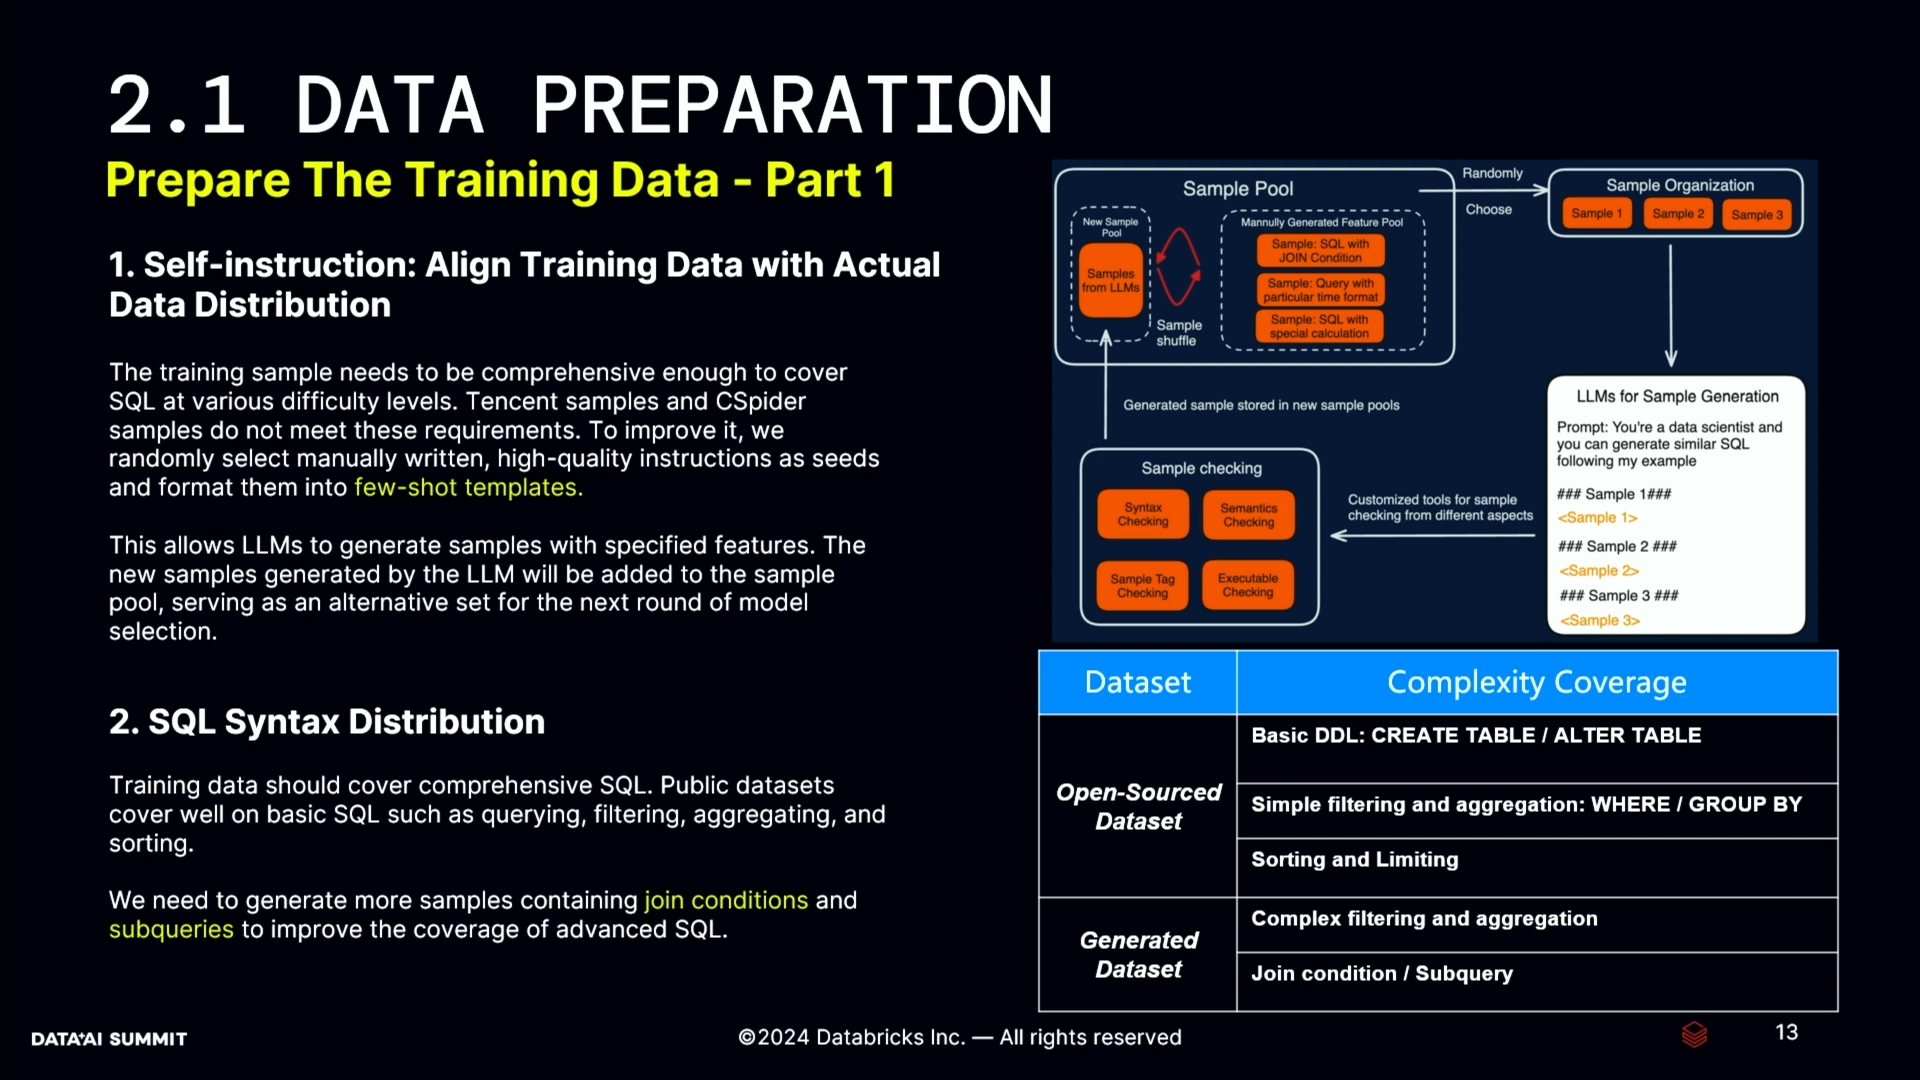 2.1 DATA PREPARATION
Prepare The Training Data - Part 1
1. Self-instruction: Align Training Data with Actual
Data Distribution
The training sample needs to be comprehensive enough to cover
SQL at various difficulty levels. Tencent samples and CSpider
samples do not meet these requirements. To improve it, we
randomly select manually written, high-quality instructions as seeds
and format them into few-shot templates.
This allows LLMs to generate samples with specified features. The
new samples generated by the LLM will be added to the sample
pool, serving as an alternative set for the next round of model
selection.
2. SQL Syntax Distribution
Training data should cover comprehensive SQL. Public datasets
cover well on basic SQL such as querying, filtering, aggregating, and
sorting.
We need to generate more samples containing join conditions and
subqueries to improve the coverage of advanced SQL.
Sample Pool
New Sample
Pool
Samples
from LLMs
Sample
shuffle
Mannully Generated Feature Pool
Sample: SQL with
JOIN Condition
Sample: Query with
particular time format
Sample: SQL with
special calculation
Randomly
Choose
Sample Organization
Sample 1
Sample 2
Sample 3
LLMs for Sample Generation
Prompt: You're a data scientist and
you can generate similar SQL
following my example
### Sample 1###
<Sample 1>
### Sample 2 ###
<Sample 2>
### Sample 3 ###
<Sample 3>
Customized tools for sample
checking from different aspects
Sample checking
Syntax
Checking
Semantics
Checking
Sample Tag
Checking
Executable
Checking
Generated sample stored in new sample pools
Dataset
Complexity Coverage
Open-Sourced
Dataset
Basic DDL: CREATE TABLE / ALTER TABLE
Simple filtering and aggregation: WHERE / GROUP BY
Sorting and Limiting
Generated
Dataset
Complex filtering and aggregation
Join condition / Subquery
DATA+AI SUMMIT
©2024 Databricks Inc. — All rights reserved
13